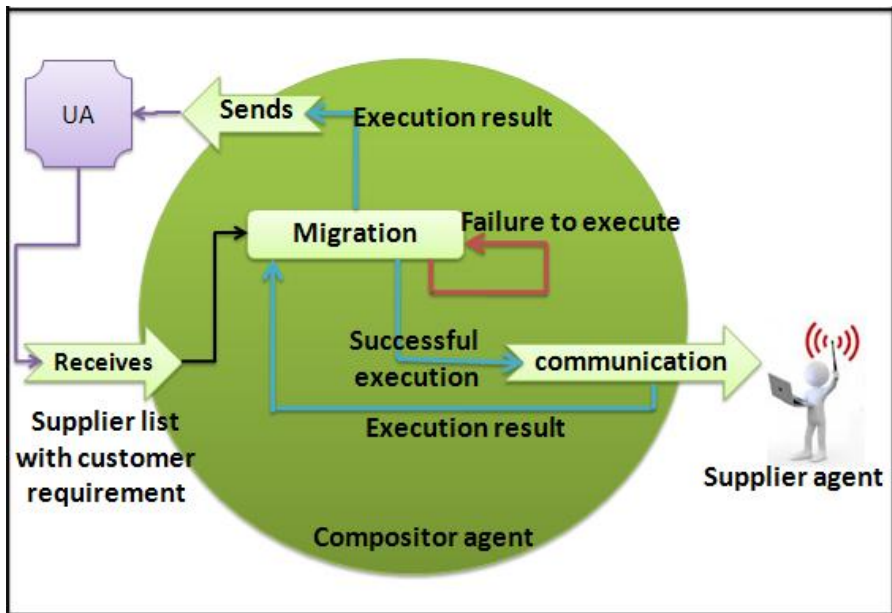 UA
Sends
Execution result
Migration
Failure to execute
Receives
Successful
execution
communication
Execution result
Supplier list
with customer
requirement
Supplier agent
Compositor agent